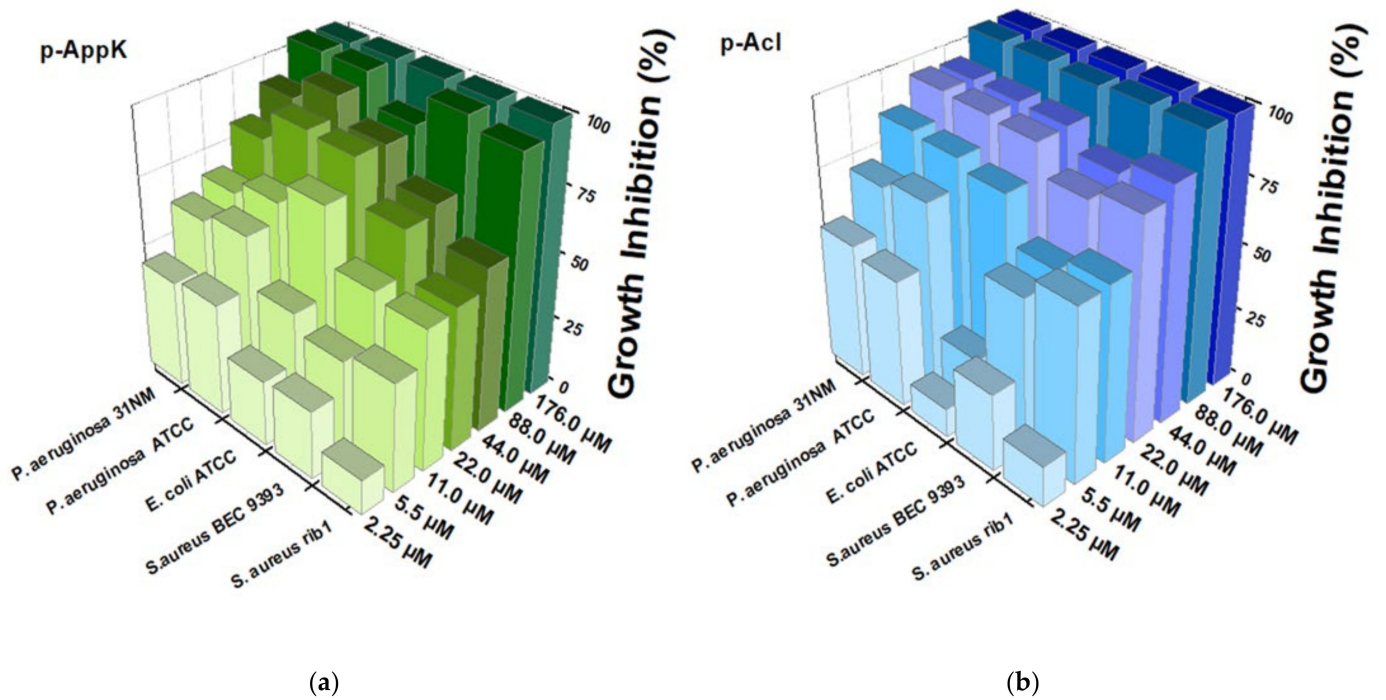 p-AppK
Growth Inhibition (%)
100
75
50
25
0
176.0 µM
88.0 µM
44.0 µM
22.0 µM
11.0 µM
5.5 µM
2.25 µM
P. aeruginosa 31NM
P. aeruginosa ATCC
E. coli ATCC
S.aureus BEC 9393
S. aureus rib1
(a)
p-AcI
Growth Inhibition (%)
100
75
50
25
0
176.0 µM
88.0 µM
44.0 µM
22.0 µM
11.0 µM
5.5 µM
2.25 µM
P. aeruginosa 31NM
P. aeruginosa ATCC
E. coli ATCC
S.aureus BEC 9393
S. aureus rib1
(b)